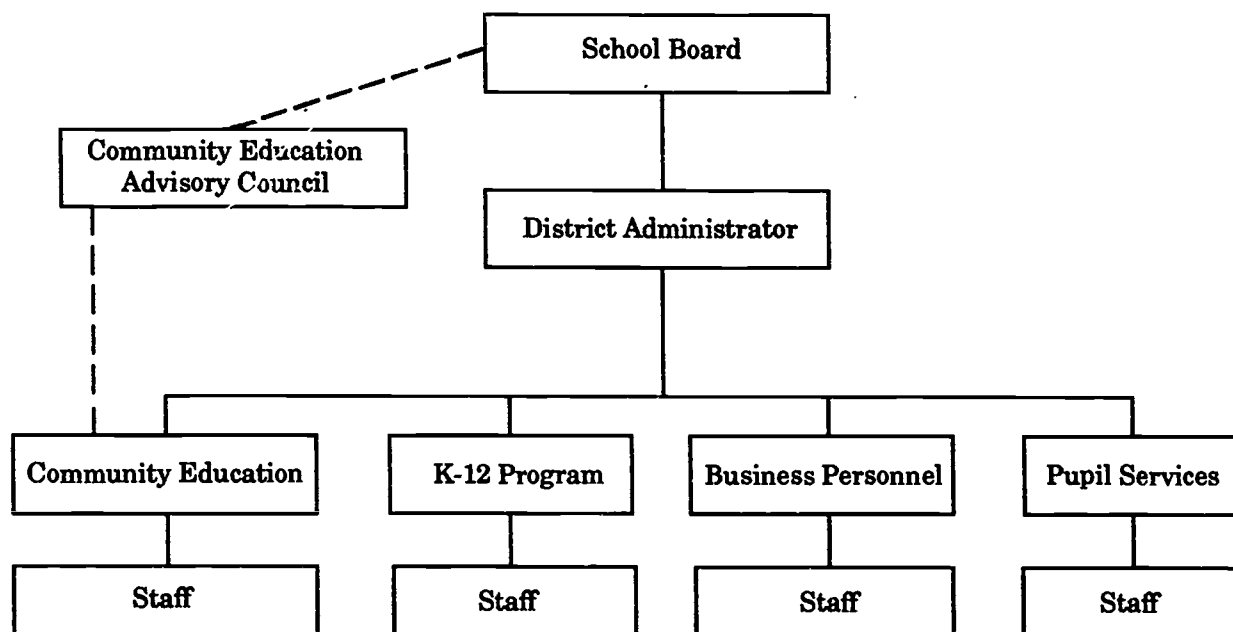 School Board
Community Education
Advisory Council
District Administrator
Community Education
K-12 Program
Business Personnel
Pupil Services
Staff
Staff
Staff
Staff